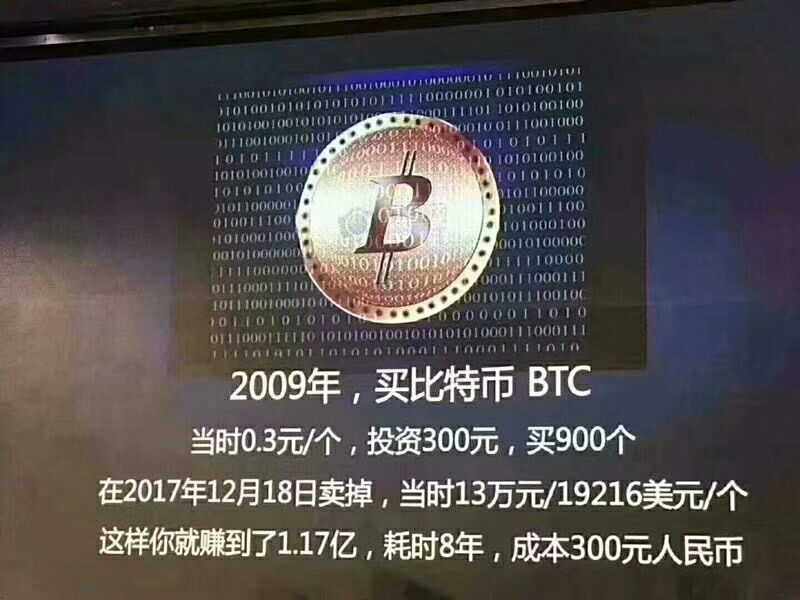 2009年，买比特币 BTC
当时0.3元/个，投资300元，买900个
在2017年12月18日卖掉，当时13万元/19216美元/个
这样你就赚到了1.17亿，耗时8年，成本300元人民币